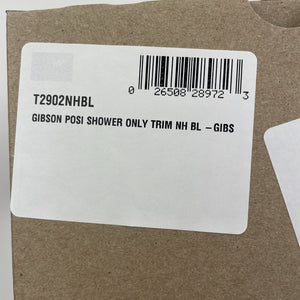 0 26508 28972 3
T2902NHBL
GIBSON POSI SHOWER ONLY TRIM NH BL –GIBS